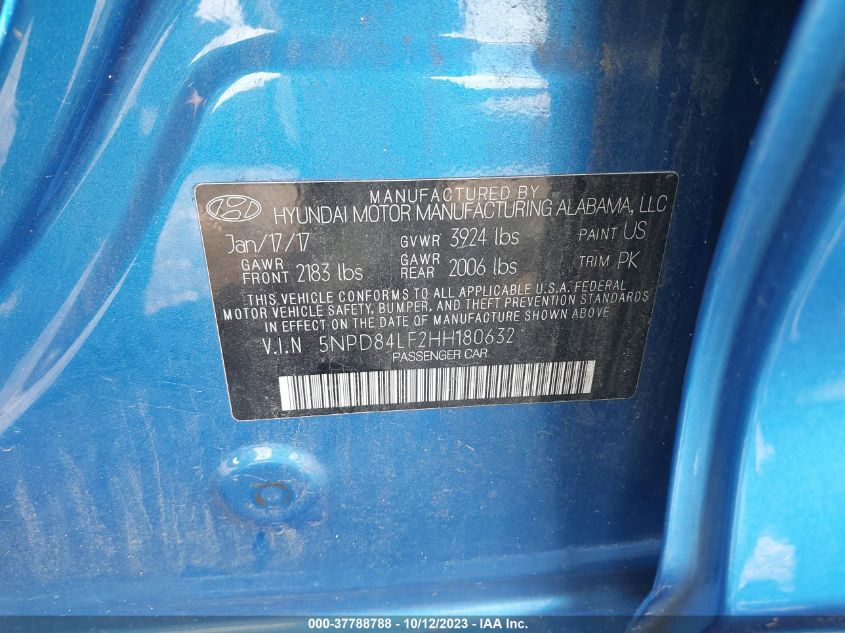 MANUFACTURED BY
HYUNDAI MOTOR MANUFACTURING ALABAMA, LLC
Jan/17/17 GVWR 3924 lbs PAINT US
GAWR FRONT 2183 lbs GAWR REAR 2006 lbs TRIM PK
THIS VEHICLE CONFORMS TO ALL APPLICABLE U.S.A. FEDERAL
MOTOR VEHICLE SAFETY, BUMPER, AND THEFT PREVENTION STANDARDS
IN EFFECT ON THE DATE OF MANUFACTURE SHOWN ABOVE
V.I.N 5NPD84LF2HH180632
PASSENGER CAR
000-37788788 - 10/12/2023 - IAA Inc.